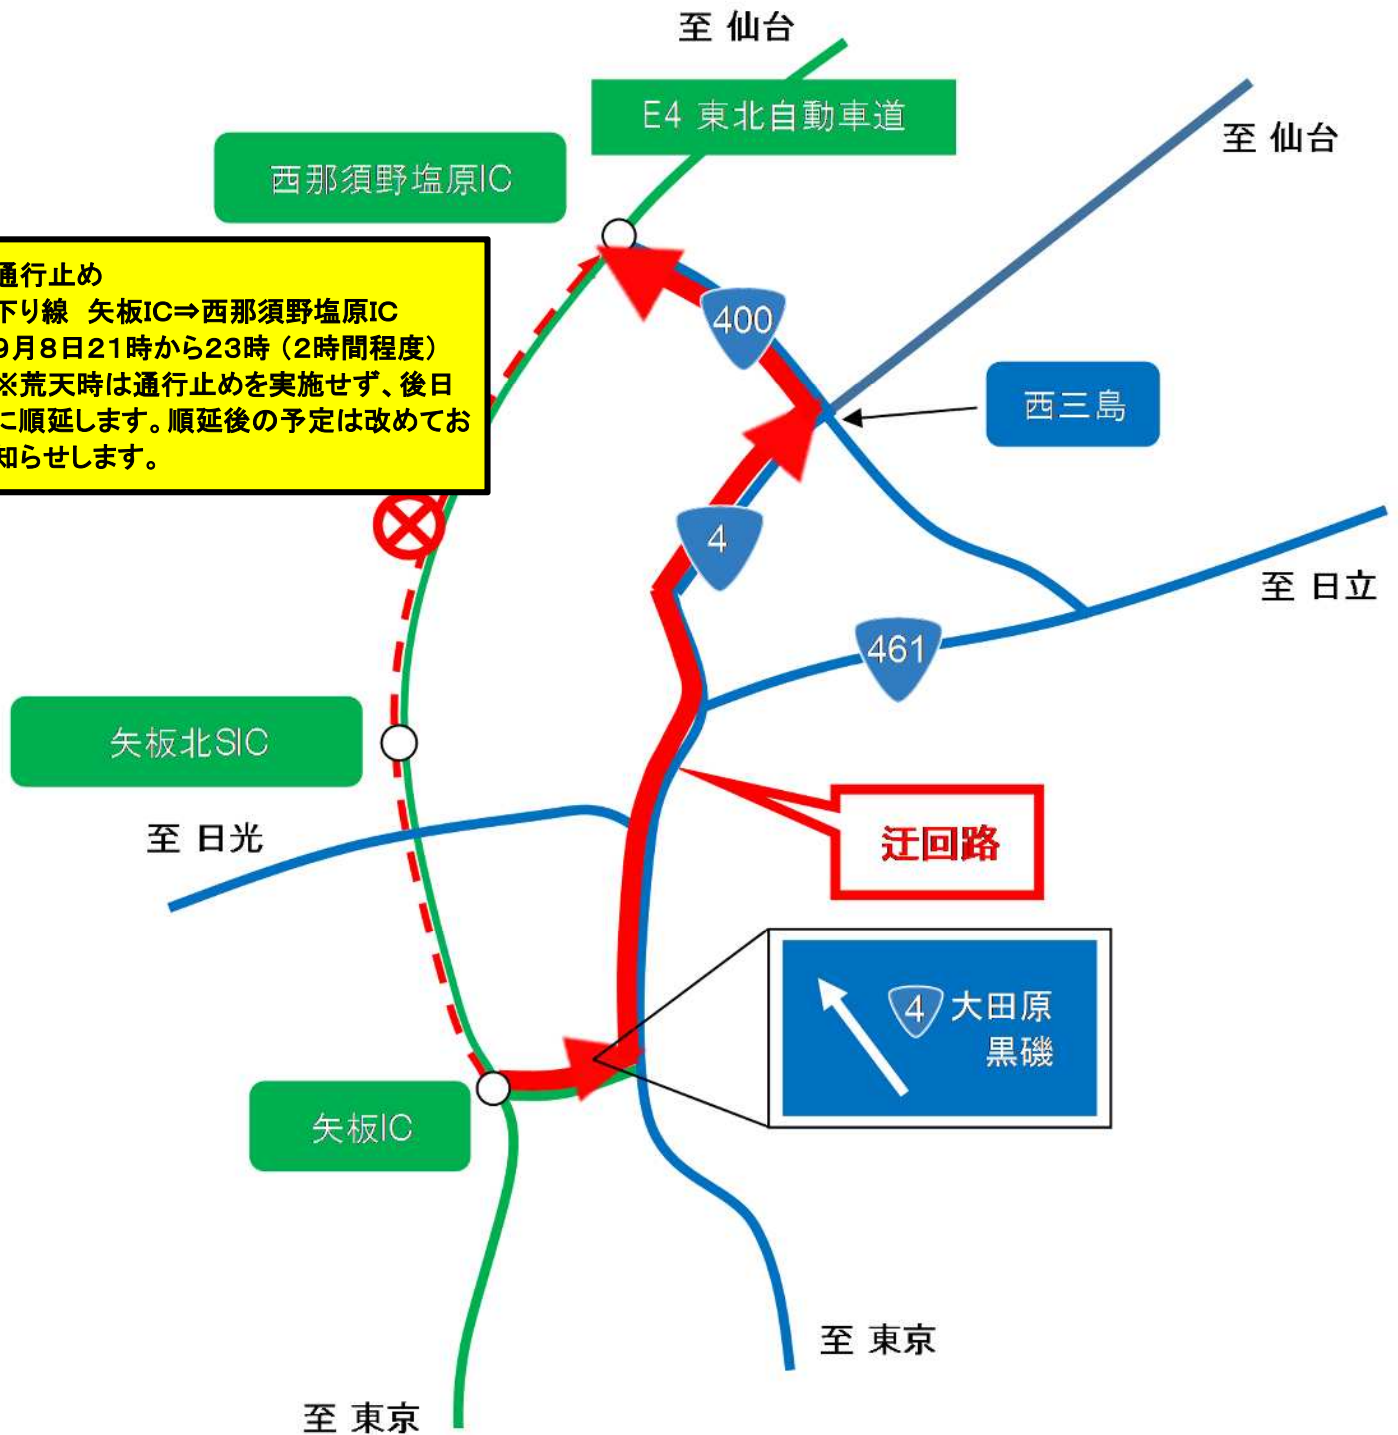 至 仙台
E4 東北自動車道
至 仙台
西那須野塩原IC
通行止め
下り線 矢板IC⇒西那須野塩原IC
9月8日21時から23時（2時間程度）
※荒天時は通行止めを実施せず、後日
に順延します。順延後の予定は改めてお
知らせします。
400
西三島
4
至 日立
461
矢板北SIC
至 日光
迂回路
4 大田原
黒磯
矢板IC
至 東京
至 東京